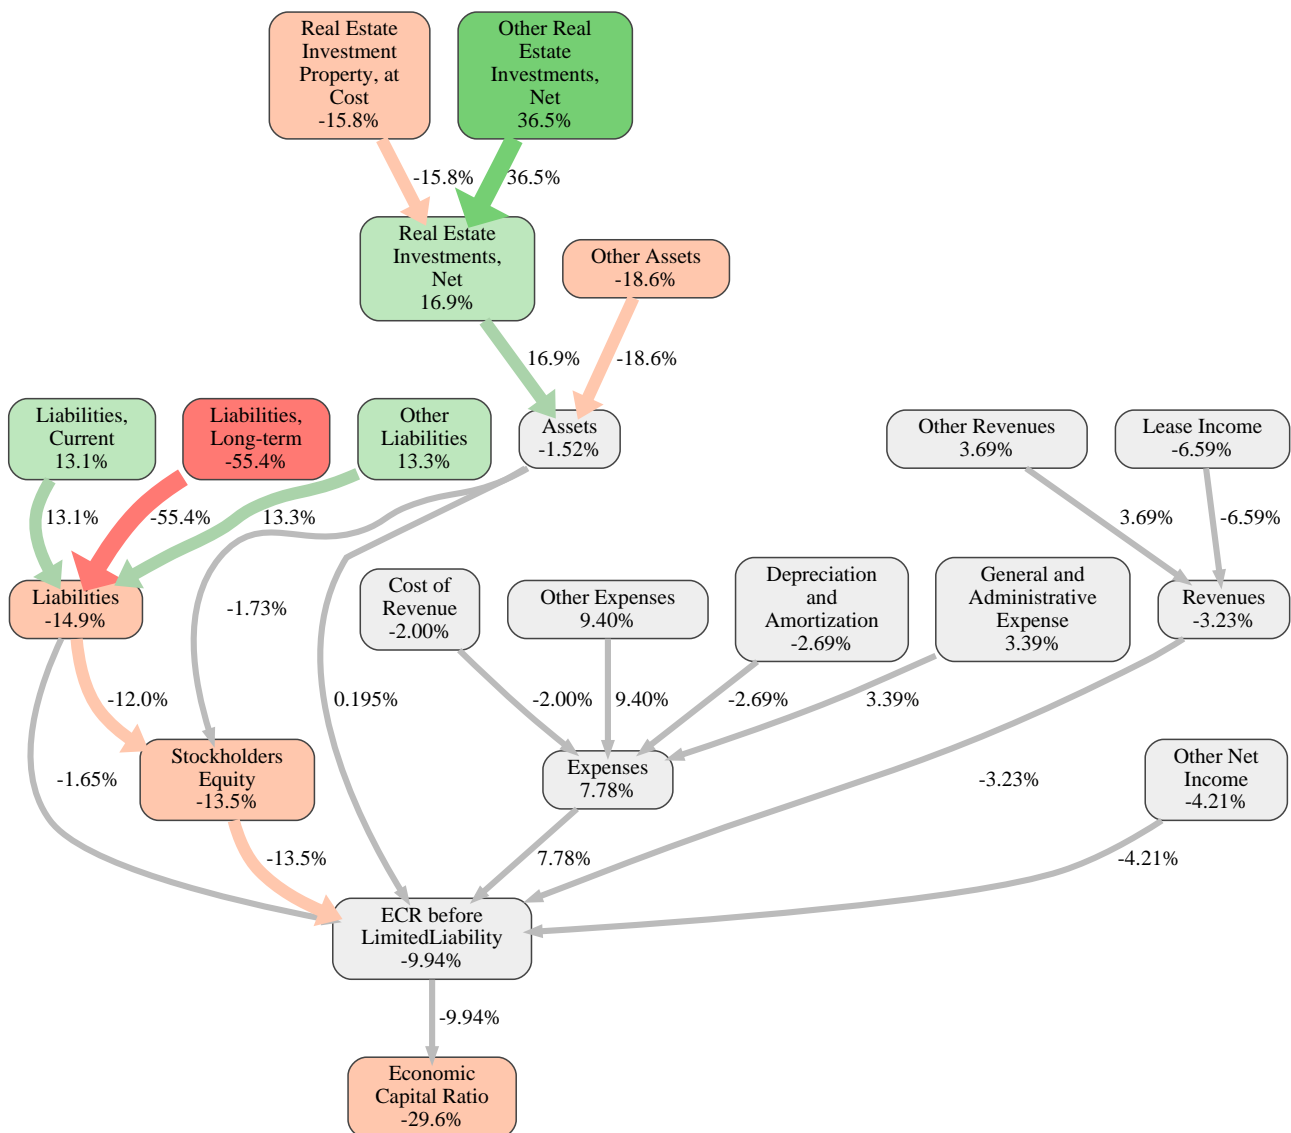 Real Estate
Investment
Property, at
Cost
-15.8%
Other Real
Estate
Investments,
Net
36.5%
-15.8%
36.5%
Real Estate
Investments,
Net
16.9%
Other Assets
-18.6%
16.9%
-18.6%
Liabilities,
Current
13.1%
Liabilities,
Long-term
-55.4%
Other
Liabilities
13.3%
Assets
-1.52%
Other Revenues
3.69%
Lease Income
-6.59%
13.1%
-55.4%
13.3%
3.69%
-6.59%
Liabilities
-14.9%
-1.73%
Cost of
Revenue
-2.00%
Other Expenses
9.40%
Depreciation
and
Amortization
-2.69%
General and
Administrative
Expense
3.39%
Revenues
-3.23%
-12.0%
0.195%
-2.00%
9.40%
-2.69%
3.39%
-1.65%
Stockholders
Equity
-13.5%
Expenses
7.78%
-3.23%
Other Net
Income
-4.21%
-13.5%
7.78%
-4.21%
ECR before
LimitedLiability
-9.94%
-9.94%
Economic
Capital Ratio
-29.6%